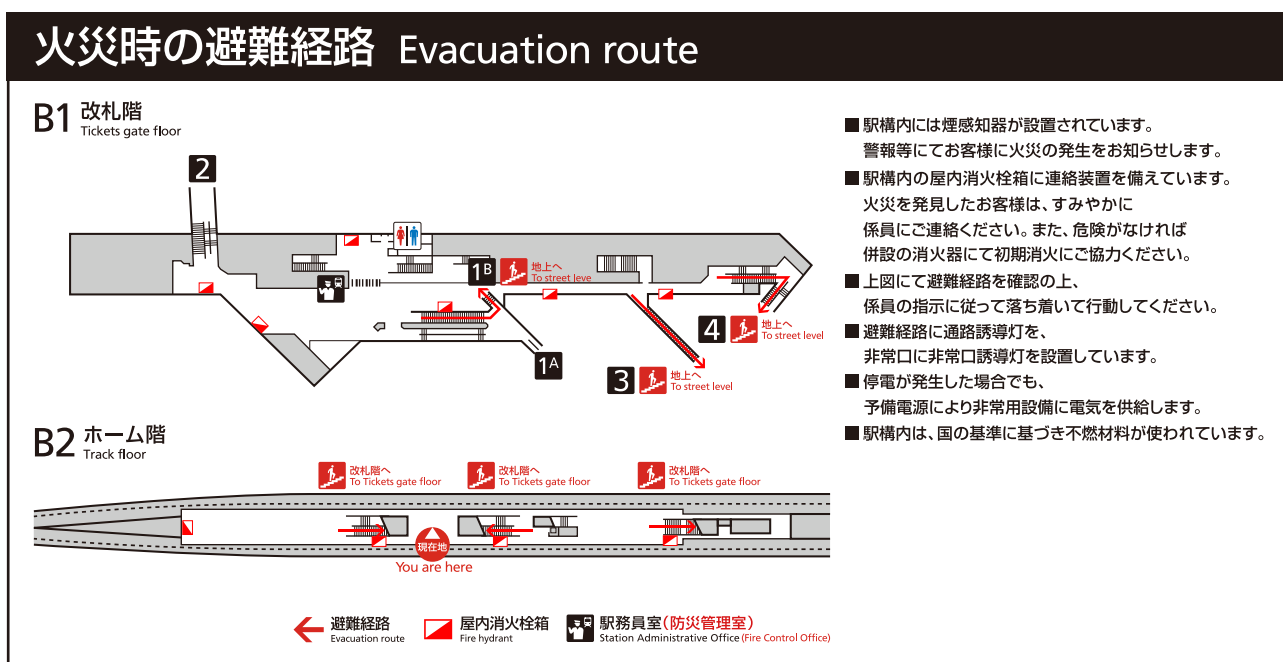 火災時の避難経路 Evacuation route
B1 改札階
Tickets gate floor
2
1B
地上へ
To street leve
4
地上へ
To street level
1A
3
地上へ
To street level
B2 ホーム階
Track floor
改札階へ
To Tickets gate floor
改札階へ
To Tickets gate floor
改札階へ
To Tickets gate floor
現在地
You are here
避難経路
Evacuation route
屋内消火栓箱
Fire hydrant
駅務員室(防災管理室)
Station Administrative Office (Fire Control Office)
■ 駅構内には煙感知器が設置されています。
警報等にてお客様に火災の発生をお知らせします。
■ 駅構内の屋内消火栓箱に連絡装置を備えています。
火災を発見したお客様は、すみやかに
係員にご連絡ください。また、危険がなければ
併設の消火器にて初期消火にご協力ください。
■ 上図にて避難経路を確認の上、
係員の指示に従って落ち着いて行動してください。
■ 避難経路に通路誘導灯を、
非常口に非常口誘導灯を設置しています。
■ 停電が発生した場合でも、
予備電源により非常用設備に電気を供給します。
■ 駅構内は、国の基準に基づき不燃材料が使われています。